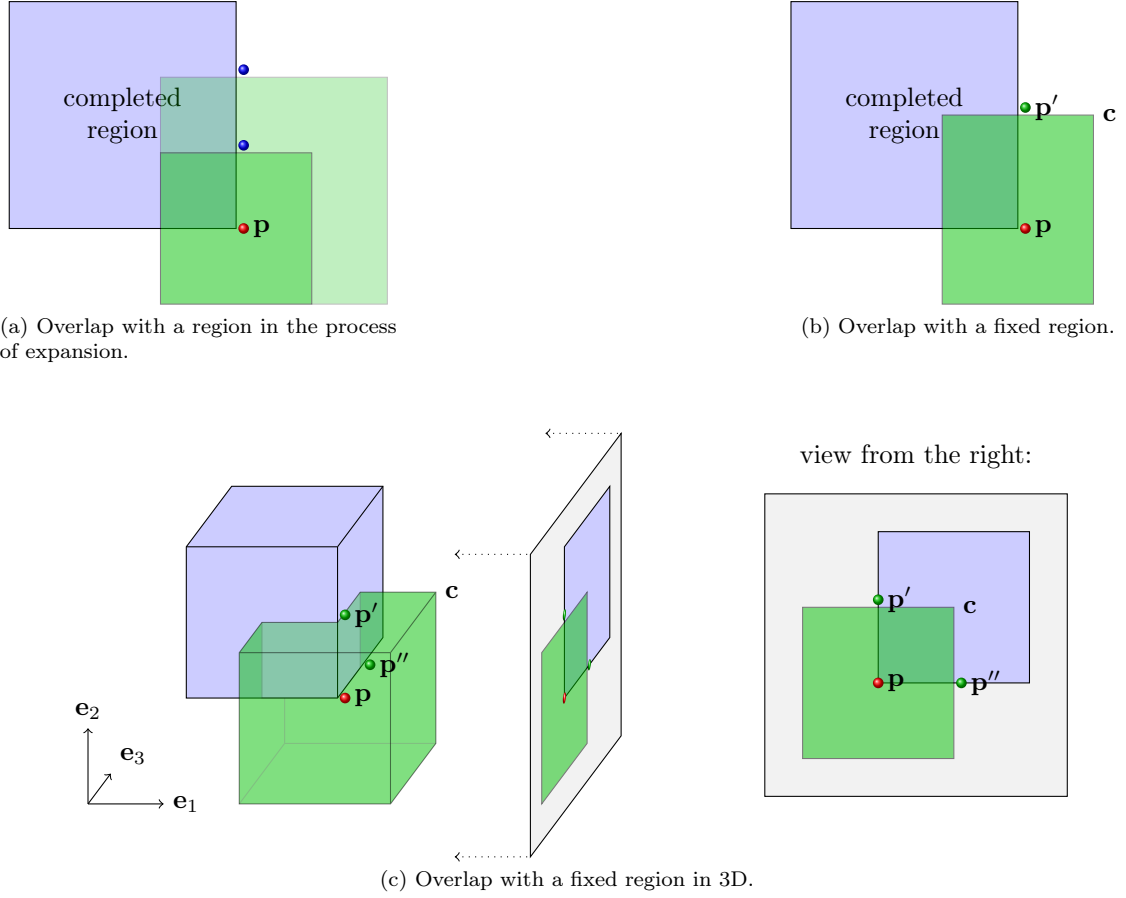 completed
region
p
(a) Overlap with a region in the process
of expansion.
completed
region
p′
c
p
(b) Overlap with a fixed region.
c
p′
p′′
p
e₂
e₃
e₁
view from the right:
p′
c
p
p′′
(c) Overlap with a fixed region in 3D.